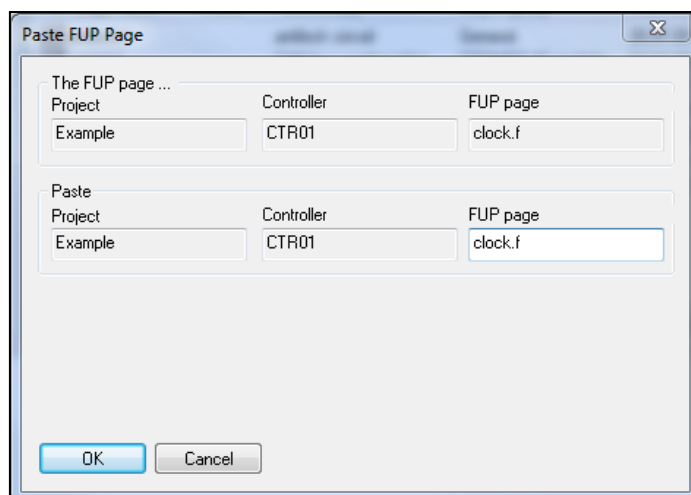 Paste FUP Page
The FUP page ...
Project Controller FUP page
Example CTR01 clock.f
Paste
Project Controller FUP page
Example CTR01 clock.f
OK Cancel